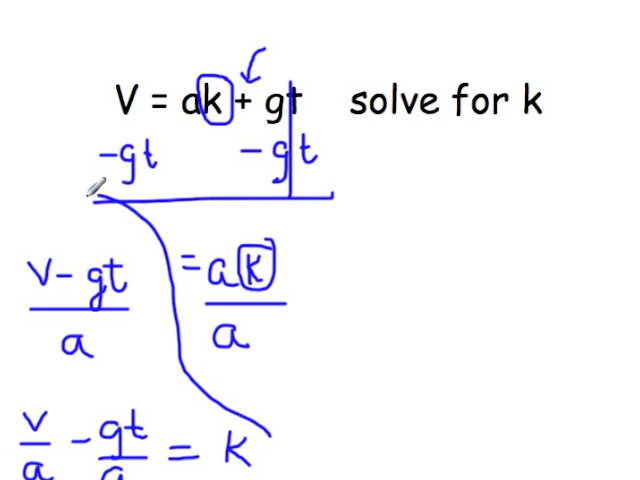 V = ak + gt solve for k
-gt - gt
v - gt = ak
a a
v - gt = k
a a